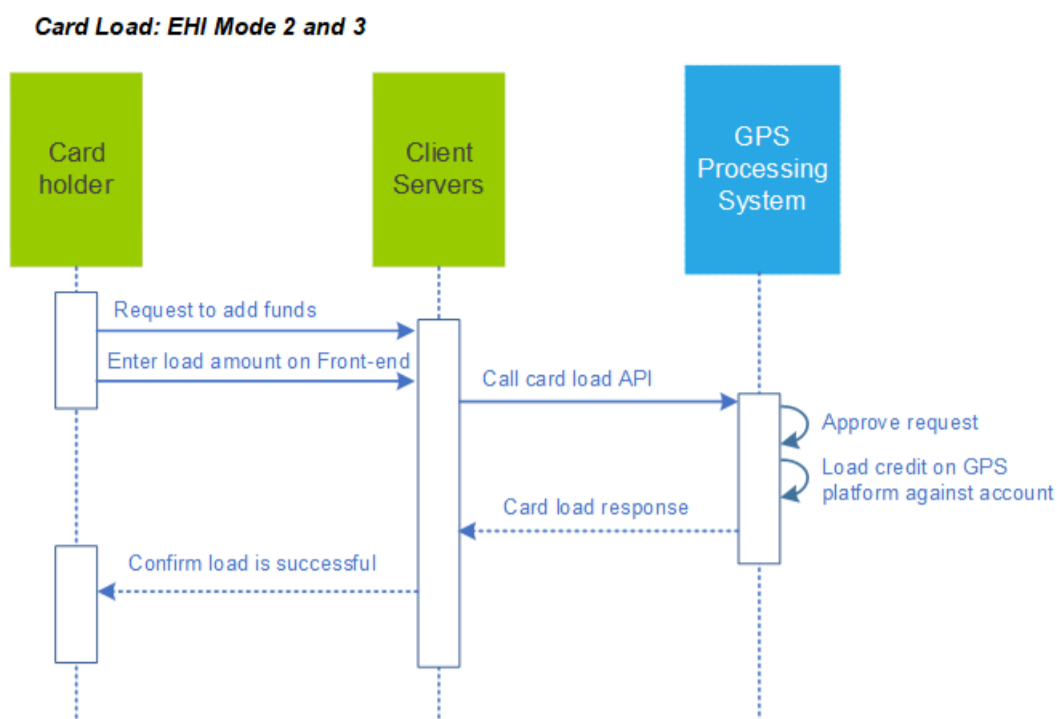 Card Load: EHI Mode 2 and 3
Card
holder
Client
Servers
GPS
Processing
System
Request to add funds
Enter load amount on Front-end
Call card load API
Approve request
Load credit on GPS
platform against account
Card load response
Confirm load is successful